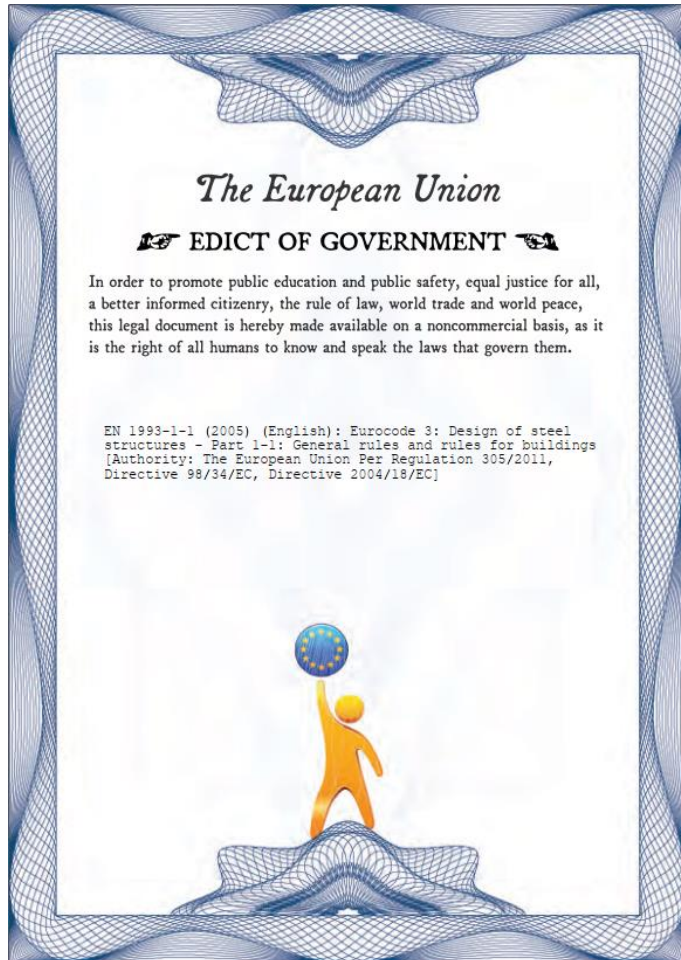 The European Union
EDICT OF GOVERNMENT
In order to promote public education and public safety, equal justice for all,
a better informed citizenry, the rule of law, world trade and world peace,
this legal document is hereby made available on a noncommercial basis, as it
is the right of all humans to know and speak the laws that govern them.
EN 1993-1-1 (2005) (English): Eurocode 3: Design of steel
structures - Part 1-1: General rules and rules for buildings
[Authority: The European Union Per Regulation 305/2011,
Directive 98/34/EC, Directive 2004/18/EC]